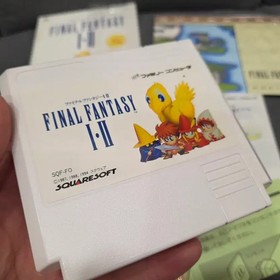 FINAL FANTASY
I·II
ファミリーコンピュータ
ファイナルファンタジーI·II
FINAL FANTASY
I·II
SQF-FD
©1987, 1988, 1994 スクウェア
SQUARESOFT